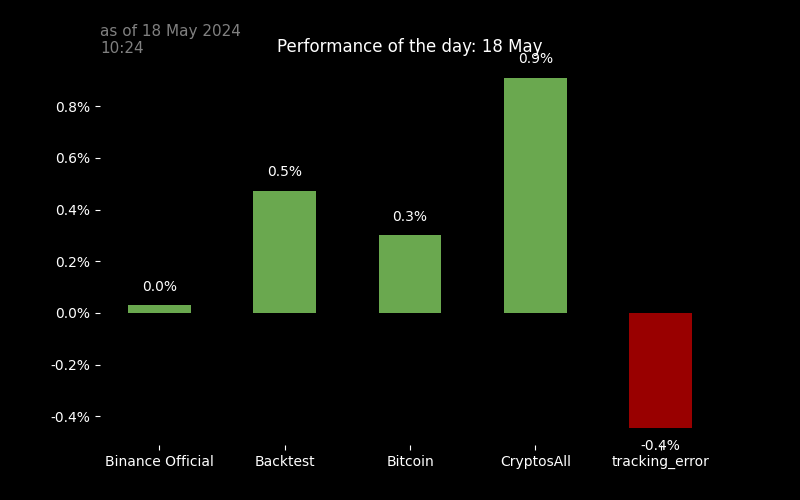 as of 18 May 2024
10:24
Performance of the day: 18 May
0.9%
0.8%
0.6%
0.5%
0.4%
0.3%
0.2%
0.0%
0.0%
-0.2%
-0.4%
-0.4%
Binance Official
Backtest
Bitcoin
CryptosAll
tracking_error